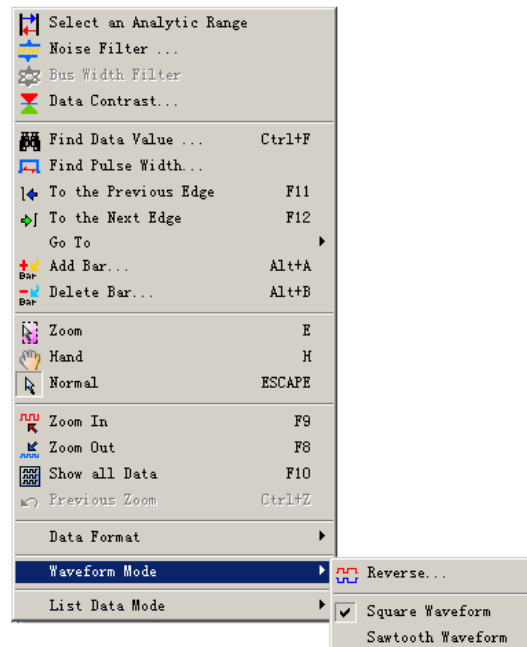 Select an Analytic Range
Noise Filter ...
Bus Width Filter
Data Contrast...
Find Data Value ... Ctrl+F
Find Pulse Width...
To the Previous Edge F11
To the Next Edge F12
Go To
Bar Add Bar... Alt+A
Bar Delete Bar... Alt+B
Zoom E
Hand H
Normal ESCAPE
Zoom In F9
Zoom Out F8
Show all Data F10
Previous Zoom Ctrl+Z
Data Format
Waveform Mode
Reverse...
List Data Mode
Square Waveform
Sawtooth Waveform